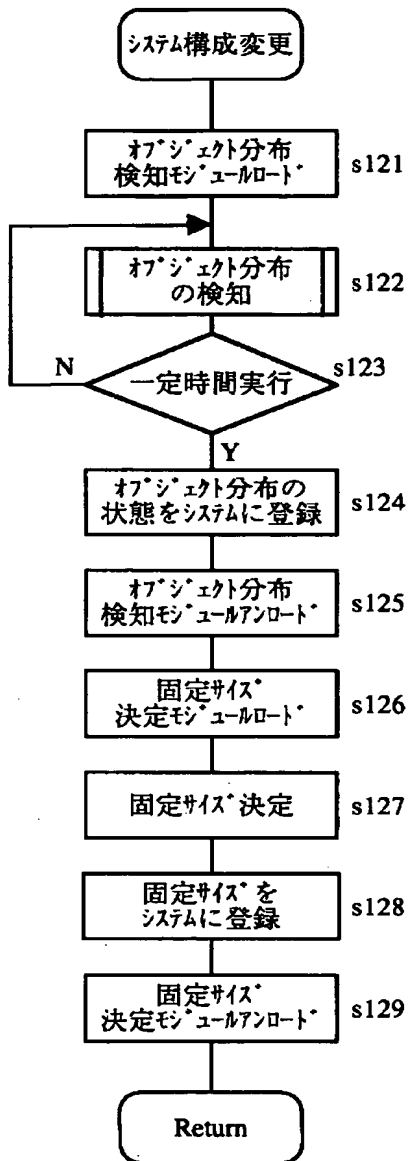 ｼｽﾃﾑ構成変更
ｵﾌﾞｼﾞｪｸﾄ分布
検知ﾓｼﾞｭｰﾙﾛｰﾄﾞ
s121
ｵﾌﾞｼﾞｪｸﾄ分布
の検知
s122
N
一定時間実行
s123
Y
ｵﾌﾞｼﾞｪｸﾄ分布の
状態をｼｽﾃﾑに登録
s124
ｵﾌﾞｼﾞｪｸﾄ分布
検知ﾓｼﾞｭｰﾙｱﾝﾛｰﾄﾞ
s125
固定ｻｲｽﾞ
決定ﾓｼﾞｭｰﾙﾛｰﾄﾞ
s126
固定ｻｲｽﾞ決定
s127
固定ｻｲｽﾞを
ｼｽﾃﾑに登録
s128
固定ｻｲｽﾞ
決定ﾓｼﾞｭｰﾙｱﾝﾛｰﾄﾞ
s129
Return